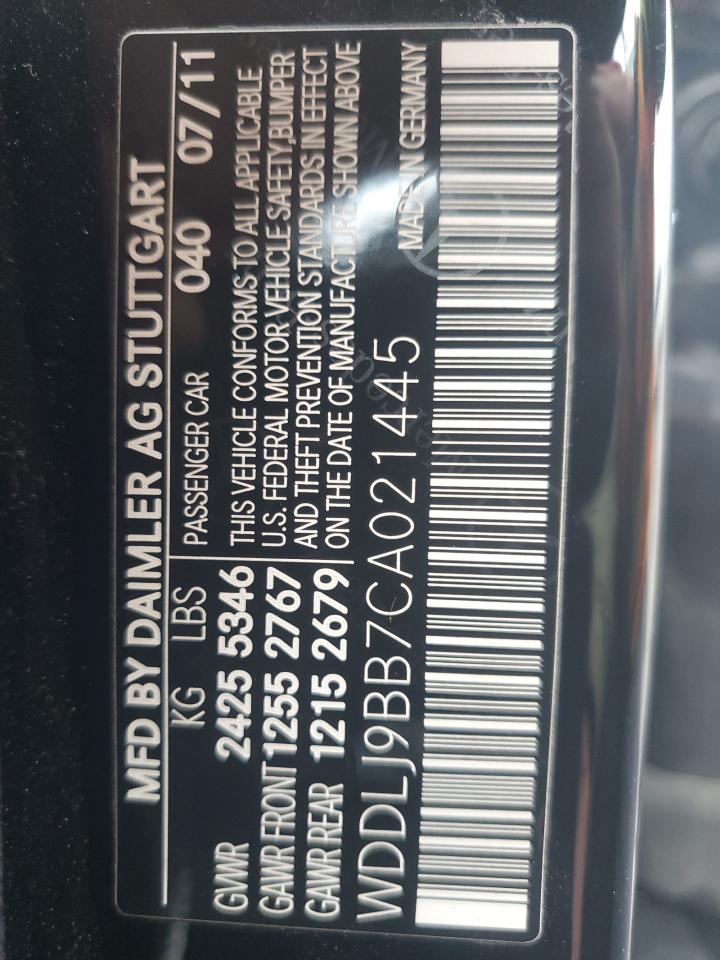 MFD BY DAIMLER AG STUTTGART
KG LBS PASSENGER CAR 040 07/11
GVWR 2425 5346 THIS VEHICLE CONFORMS TO ALL APPLICABLE
GAWR FRONT 1255 2767 U.S. FEDERAL MOTOR VEHICLE SAFETY,BUMPER
GAWR REAR 1215 2679 AND THEFT PREVENTION STANDARDS IN EFFECT
ON THE DATE OF MANUFACTURE SHOWN ABOVE
WDDLJ9BB7CA021445 MADE IN GERMANY